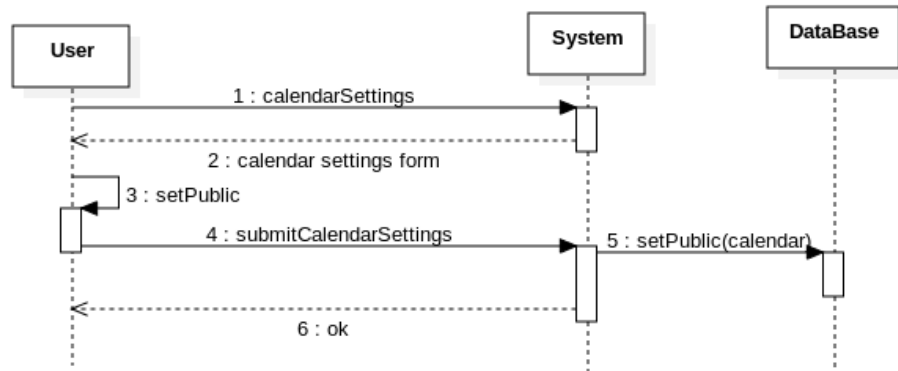 User
System
DataBase
1 : calendarSettings
2 : calendar settings form
3 : setPublic
4 : submitCalendarSettings
5 : setPublic(calendar)
6 : ok